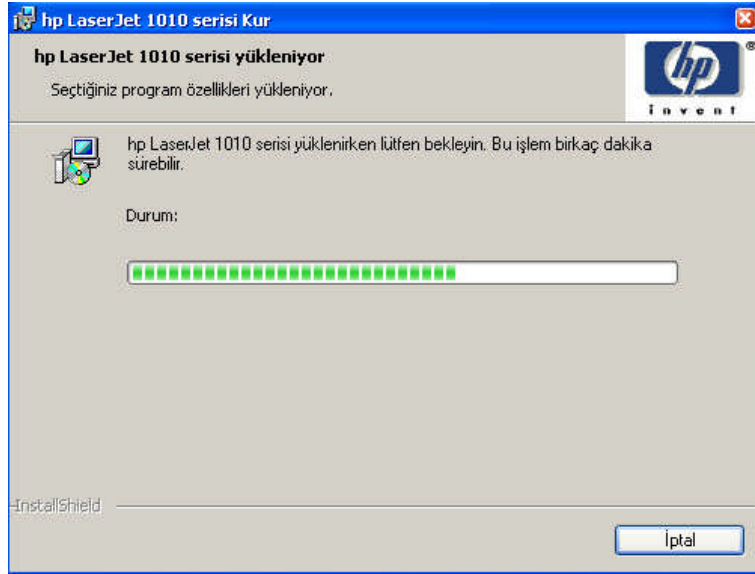 hp LaserJet 1010 serisi Kur
hp LaserJet 1010 serisi yükleniyor
Seçtiğiniz program özellikleri yükleniyor.
hp
®
invent
hp LaserJet 1010 serisi yüklenirken lütfen bekleyin. Bu işlem birkaç dakika
sürebilir.
Durum:
InstallShield
İptal